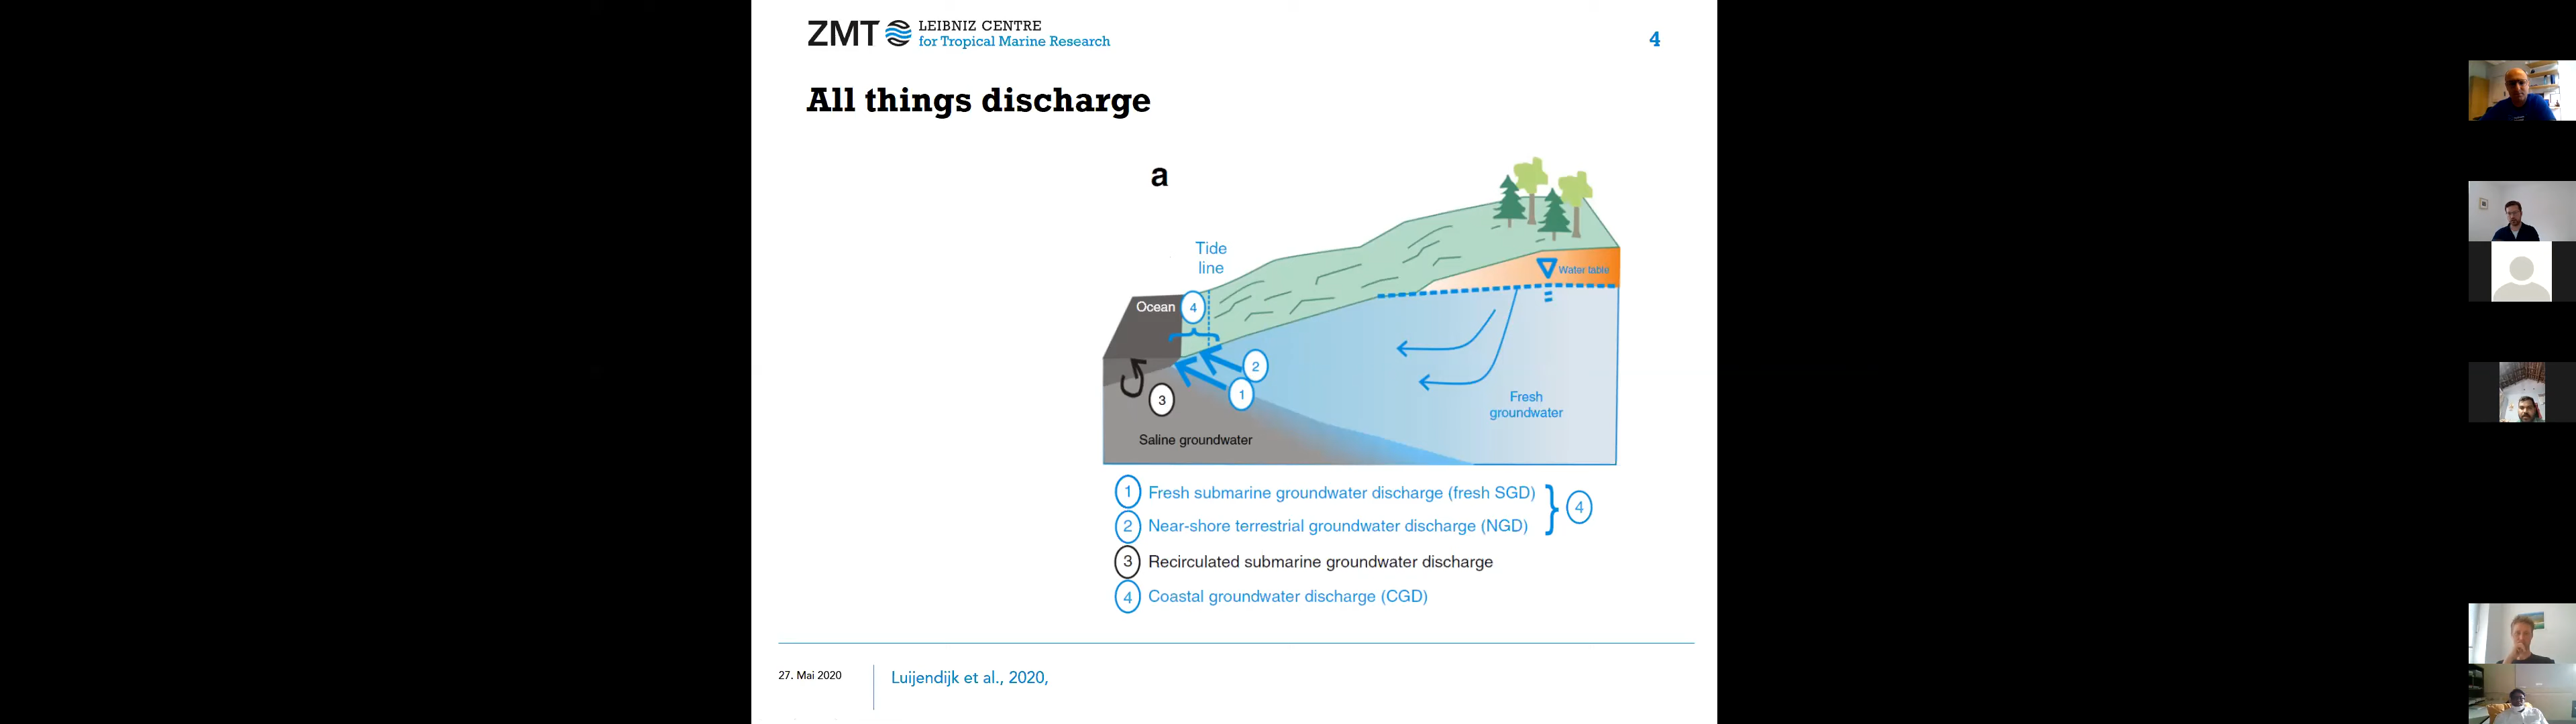 ZMT LEIBNIZ CENTRE
for Tropical Marine Research
4
All things discharge
a
Tide
line
Water table
Ocean
4
2
1
3
Fresh
groundwater
Saline groundwater
1 Fresh submarine groundwater discharge (fresh SGD)
4
2 Near-shore terrestrial groundwater discharge (NGD)
3 Recirculated submarine groundwater discharge
4 Coastal groundwater discharge (CGD)
27. Mai 2020
Luijendijk et al., 2020,